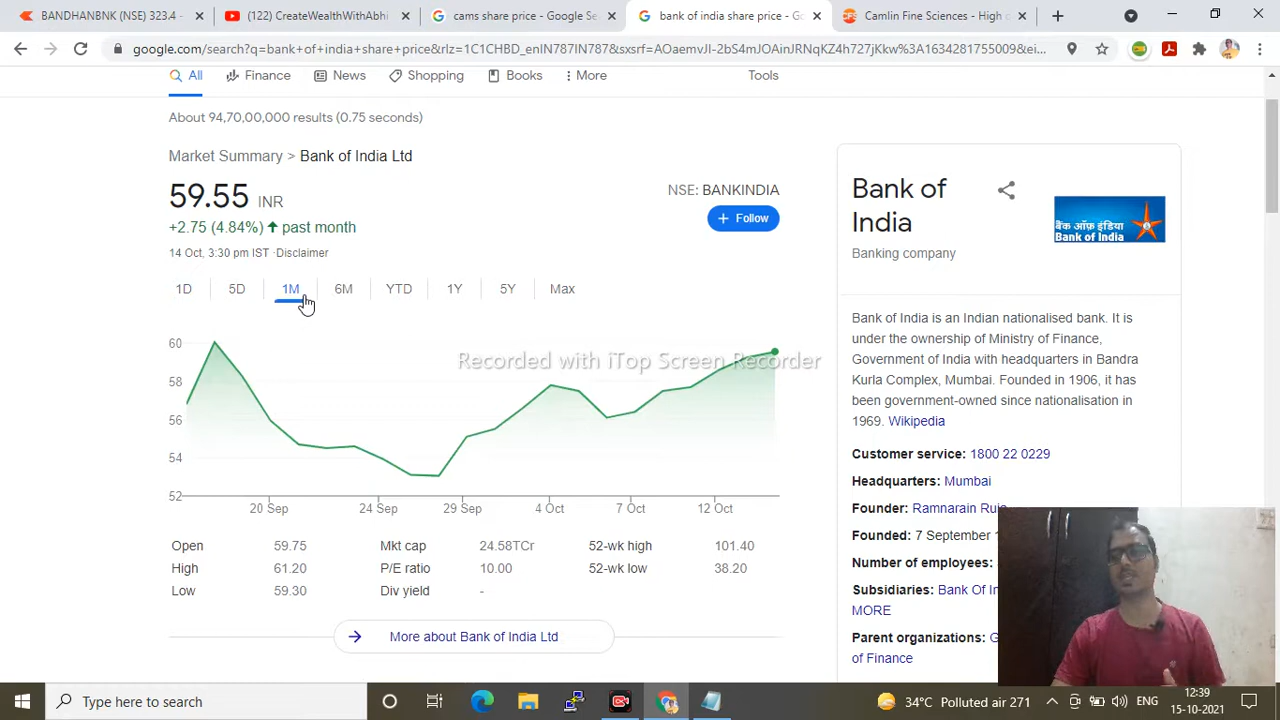 BANDHANBNK (NSE) 323.4
(122) CreateWealthWithAbhi
cams share price - Google Se
bank of india share price - Go
Camlin Fine Sciences - High c
google.com/search?q=bank+of+india+share+price&rlz=1C1CHBD_enIN787IN787&sxsrf=AOaemvJI-2bS4mJOAinJRNqKZ4h727jKkw%3A1634281755009&ei...
All
Finance
News
Shopping
Books
More
Tools
About 94,70,00,000 results (0.75 seconds)
Market Summary > Bank of India Ltd
59.55 INR
NSE: BANKINDIA
+2.75 (4.84%) past month
+ Follow
14 Oct, 3:30 pm IST · Disclaimer
1D 5D 1M 6M YTD 1Y 5Y Max
60
58
56
54
52
20 Sep 24 Sep 29 Sep 4 Oct 7 Oct 12 Oct
Recorded with iTop Screen Recorder
Open 59.75 Mkt cap 24.58TCr 52-wk high 101.40
High 61.20 P/E ratio 10.00 52-wk low 38.20
Low 59.30 Div yield -
More about Bank of India Ltd
Bank of
India
Banking company
बैंक ऑफ़ इंडिया
Bank of India
Bank of India is an Indian nationalised bank. It is
under the ownership of Ministry of Finance,
Government of India with headquarters in Bandra
Kurla Complex, Mumbai. Founded in 1906, it has
been government-owned since nationalisation in
1969. Wikipedia
Customer service: 1800 22 0229
Headquarters: Mumbai
Founder: Ramnarain
Founded: 7 September
Number of employees:
Subsidiaries: Bank Of
MORE
Parent organizations:
of Finance
Type here to search
34°C Polluted air 271
ENG
12:39
15-10-2021